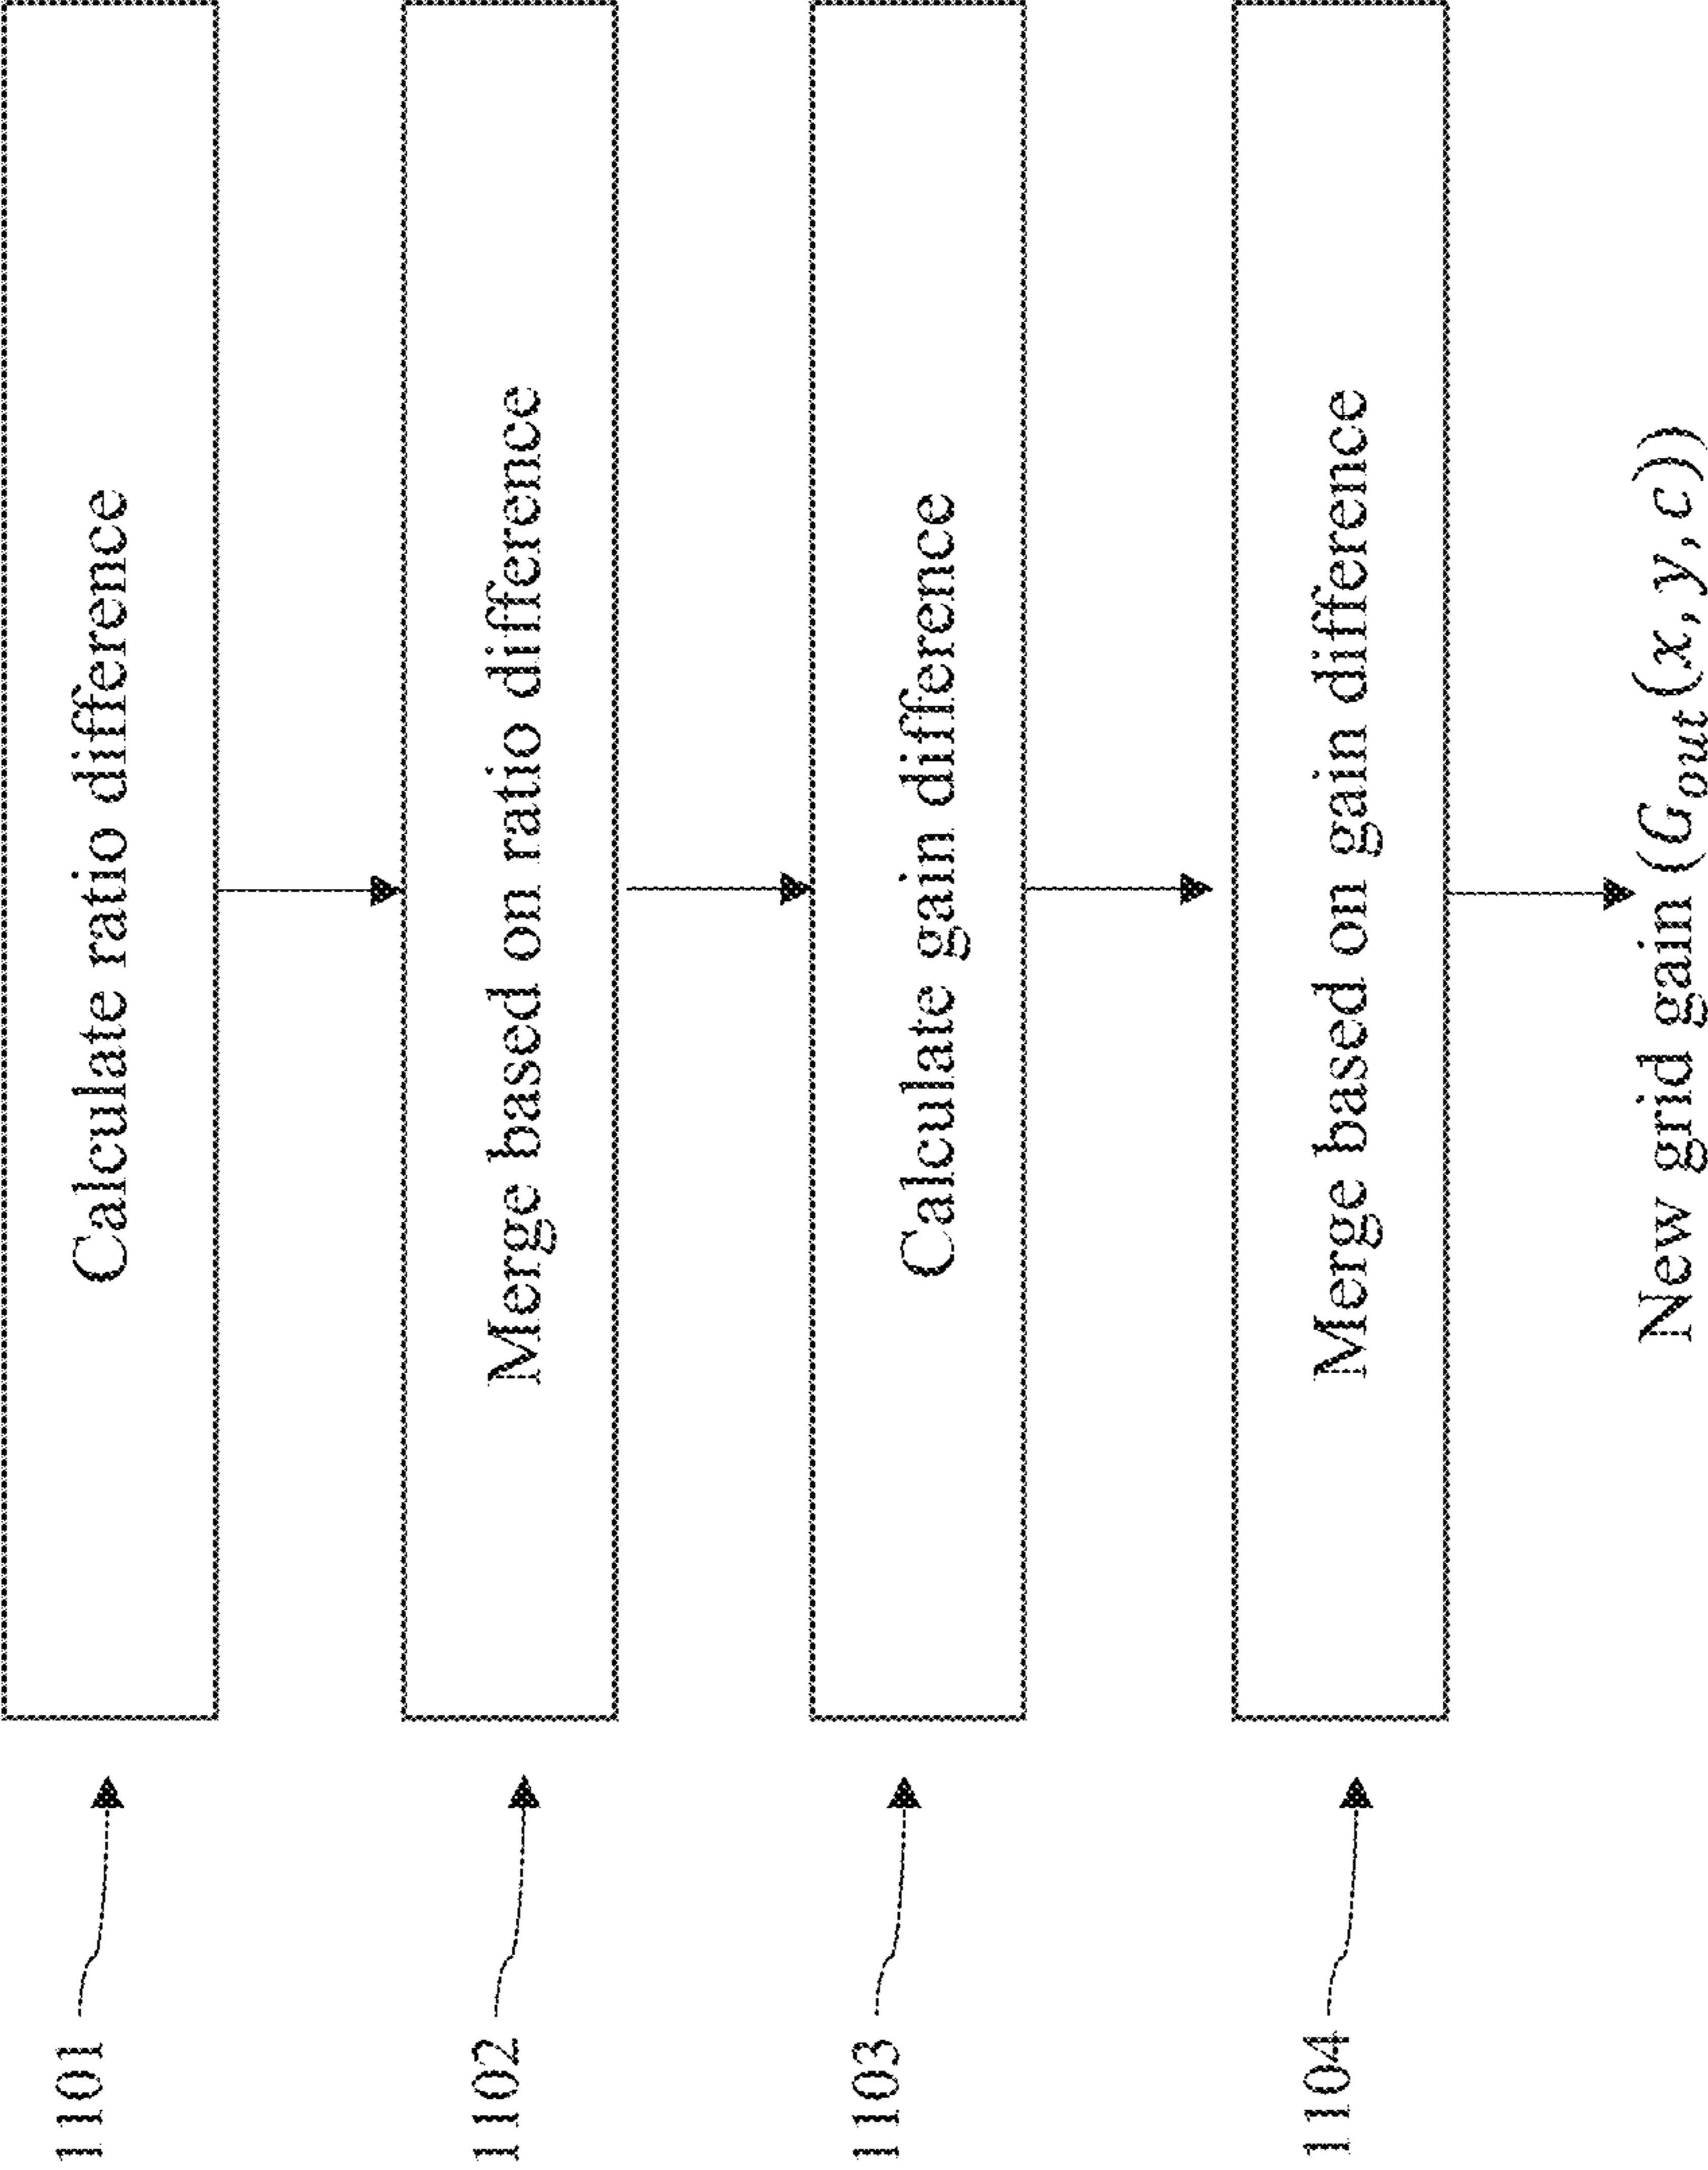 1101
Calculate ratio difference
1102
Merge based on ratio difference
1103
Calculate gain difference
1104
Merge based on gain difference
New grid gain (G_out(x, y, c))